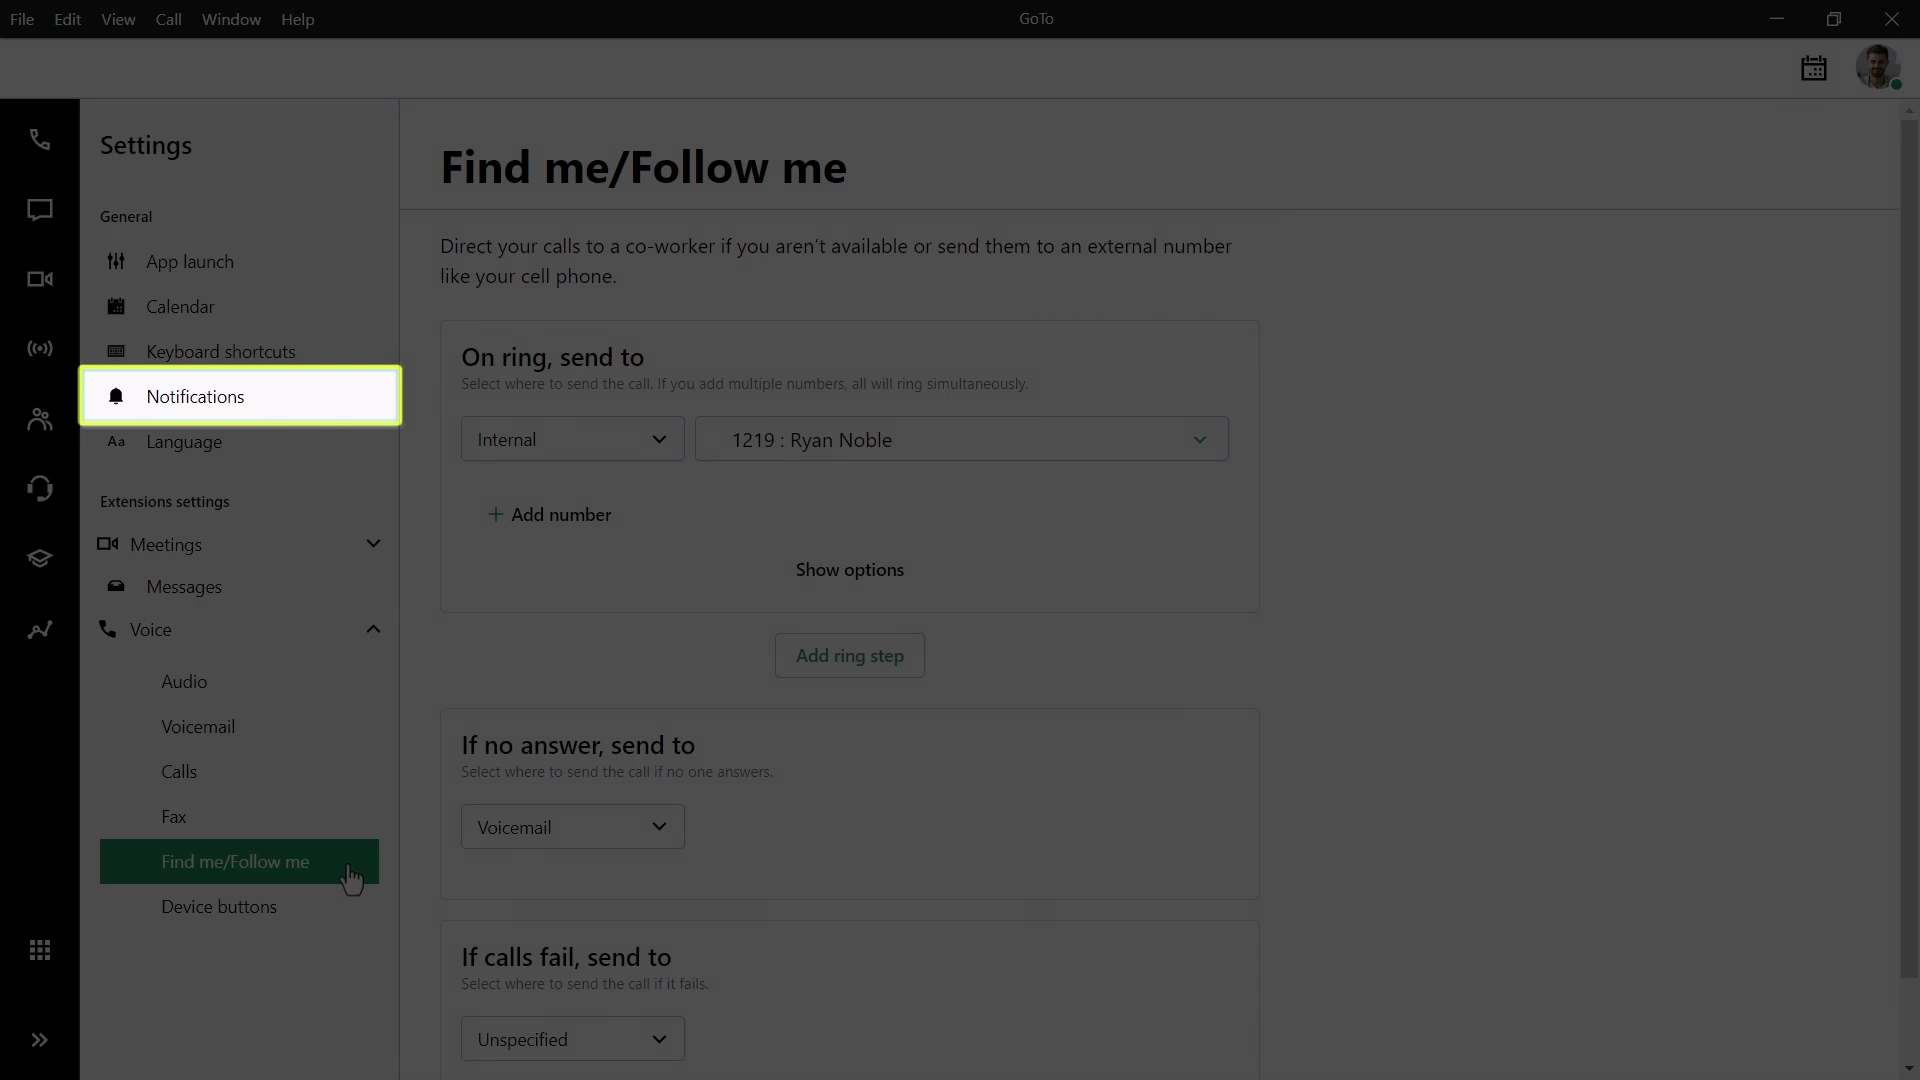 File Edit View Call Window Help
GoTo
Settings
General
App launch
Calendar
Keyboard shortcuts
Notifications
Aa Language
Extensions settings
Meetings
Messages
Voice
Audio
Voicemail
Calls
Fax
Find me/Follow me
Device buttons
Find me/Follow me
Direct your calls to a co-worker if you aren't available or send them to an external number
like your cell phone.
On ring, send to
Select where to send the call. If you add multiple numbers, all will ring simultaneously.
Internal
1219 : Ryan Noble
+ Add number
Show options
Add ring step
If no answer, send to
Select where to send the call if no one answers.
Voicemail
If calls fail, send to
Select where to send the call if it fails.
Unspecified